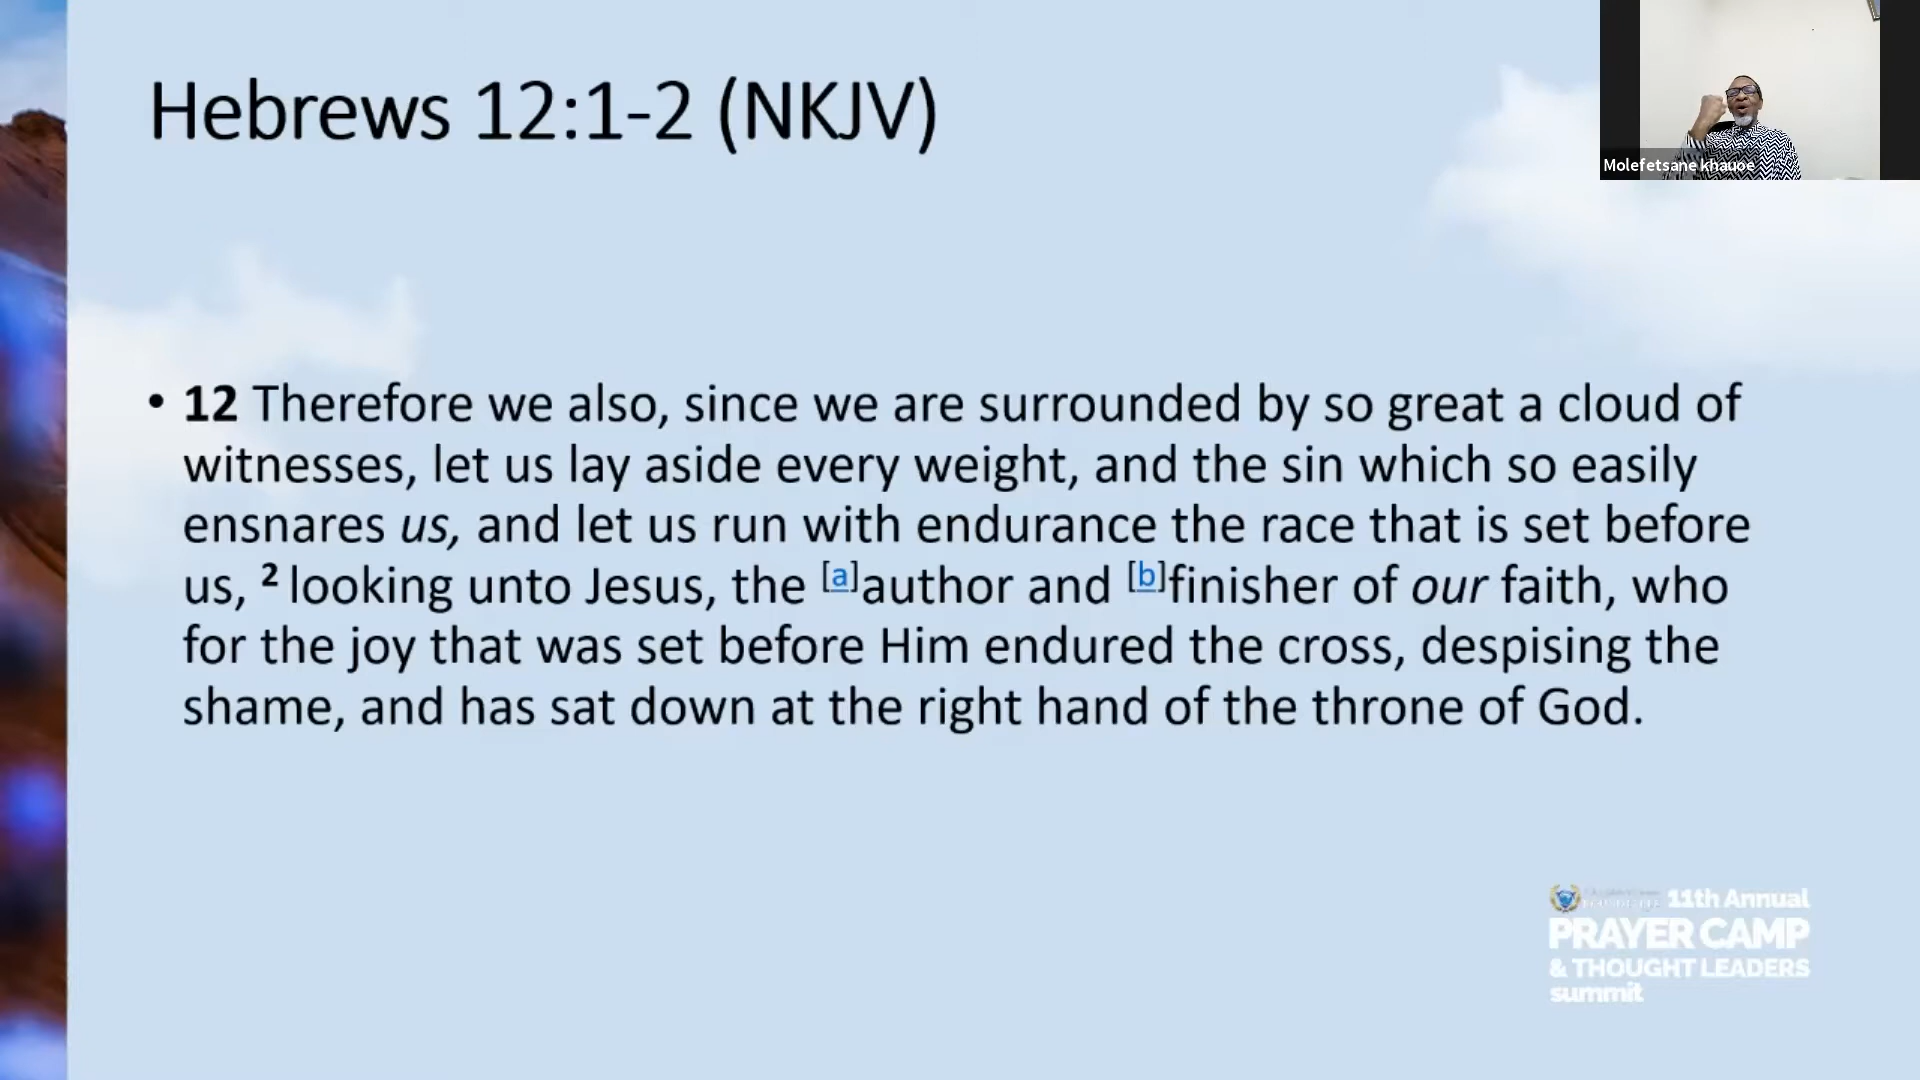 Hebrews 12:1-2 (NKJV)
Molefetsane khauoe
• 12 Therefore we also, since we are surrounded by so great a cloud of
witnesses, let us lay aside every weight, and the sin which so easily
ensnares us, and let us run with endurance the race that is set before
us, 2 looking unto Jesus, the [a]author and [b]finisher of our faith, who
for the joy that was set before Him endured the cross, despising the
shame, and has sat down at the right hand of the throne of God.
11th Annual
PRAYER CAMP
& THOUGHT LEADERS
summit